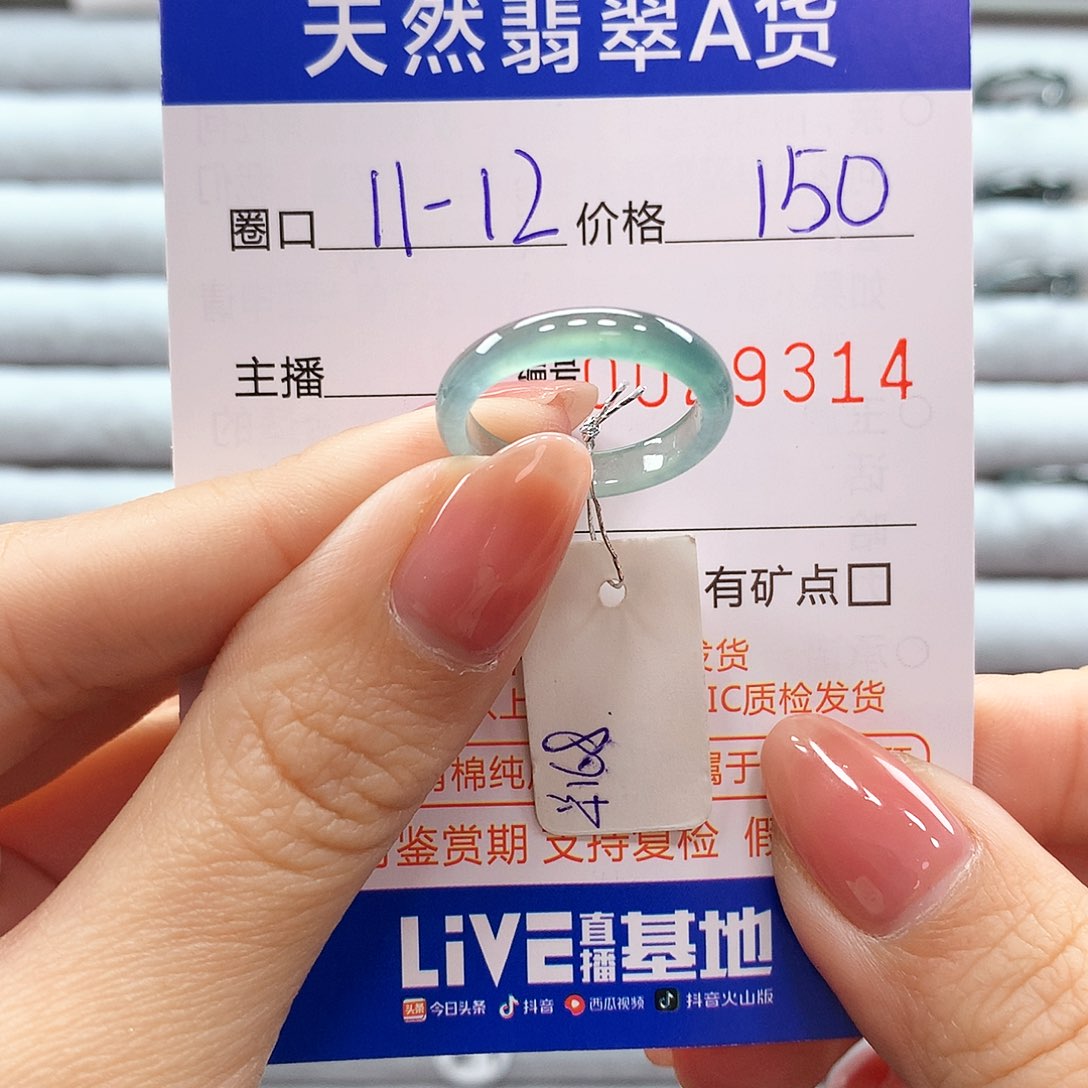 天然翡翠A货
圈口 11-12 价格 150
主播 编号 9314
有矿点□
发货
IC质检发货
棉纯 属于
鉴赏期 支持复检 假
168
LiVE直播基地
头条 今日头条 抖音 西瓜视频 抖音火山版